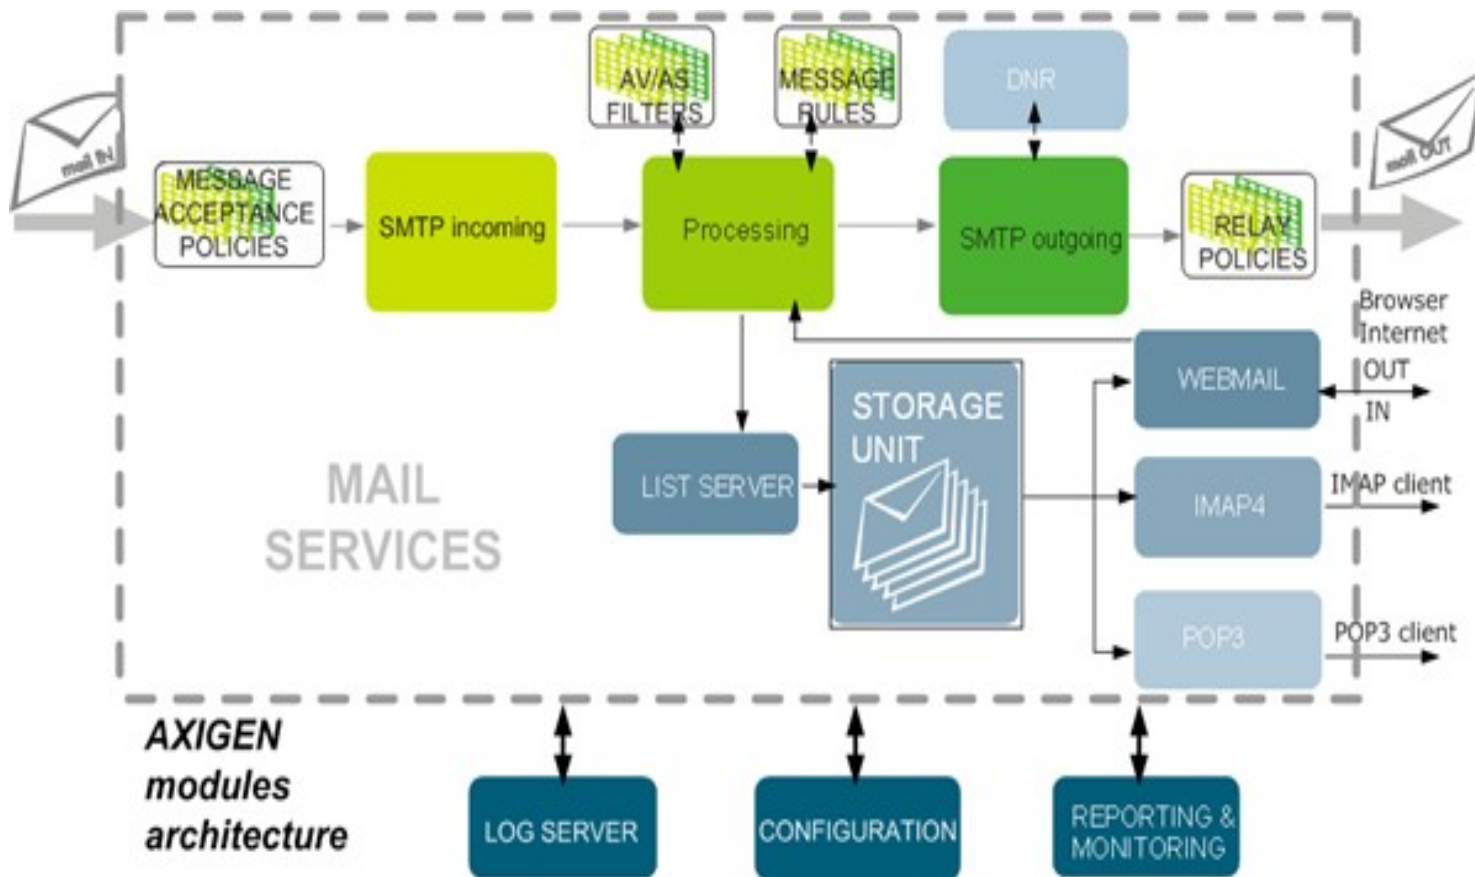 mail IN
MESSAGE
ACCEPTANCE
POLICIES
SMTP incoming
AV/AS
FILTERS
Processing
MESSAGE
RULES
DNR
SMTP outgoing
RELAY
POLICIES
mail OUT
Browser
Internet
OUT
IN
WEBMAIL
STORAGE
UNIT
LIST SERVER
MAIL
SERVICES
IMAP4
IMAP client
POP3
POP3 client
AXIGEN
modules
architecture
LOG SERVER
CONFIGURATION
REPORTING &
MONITORING